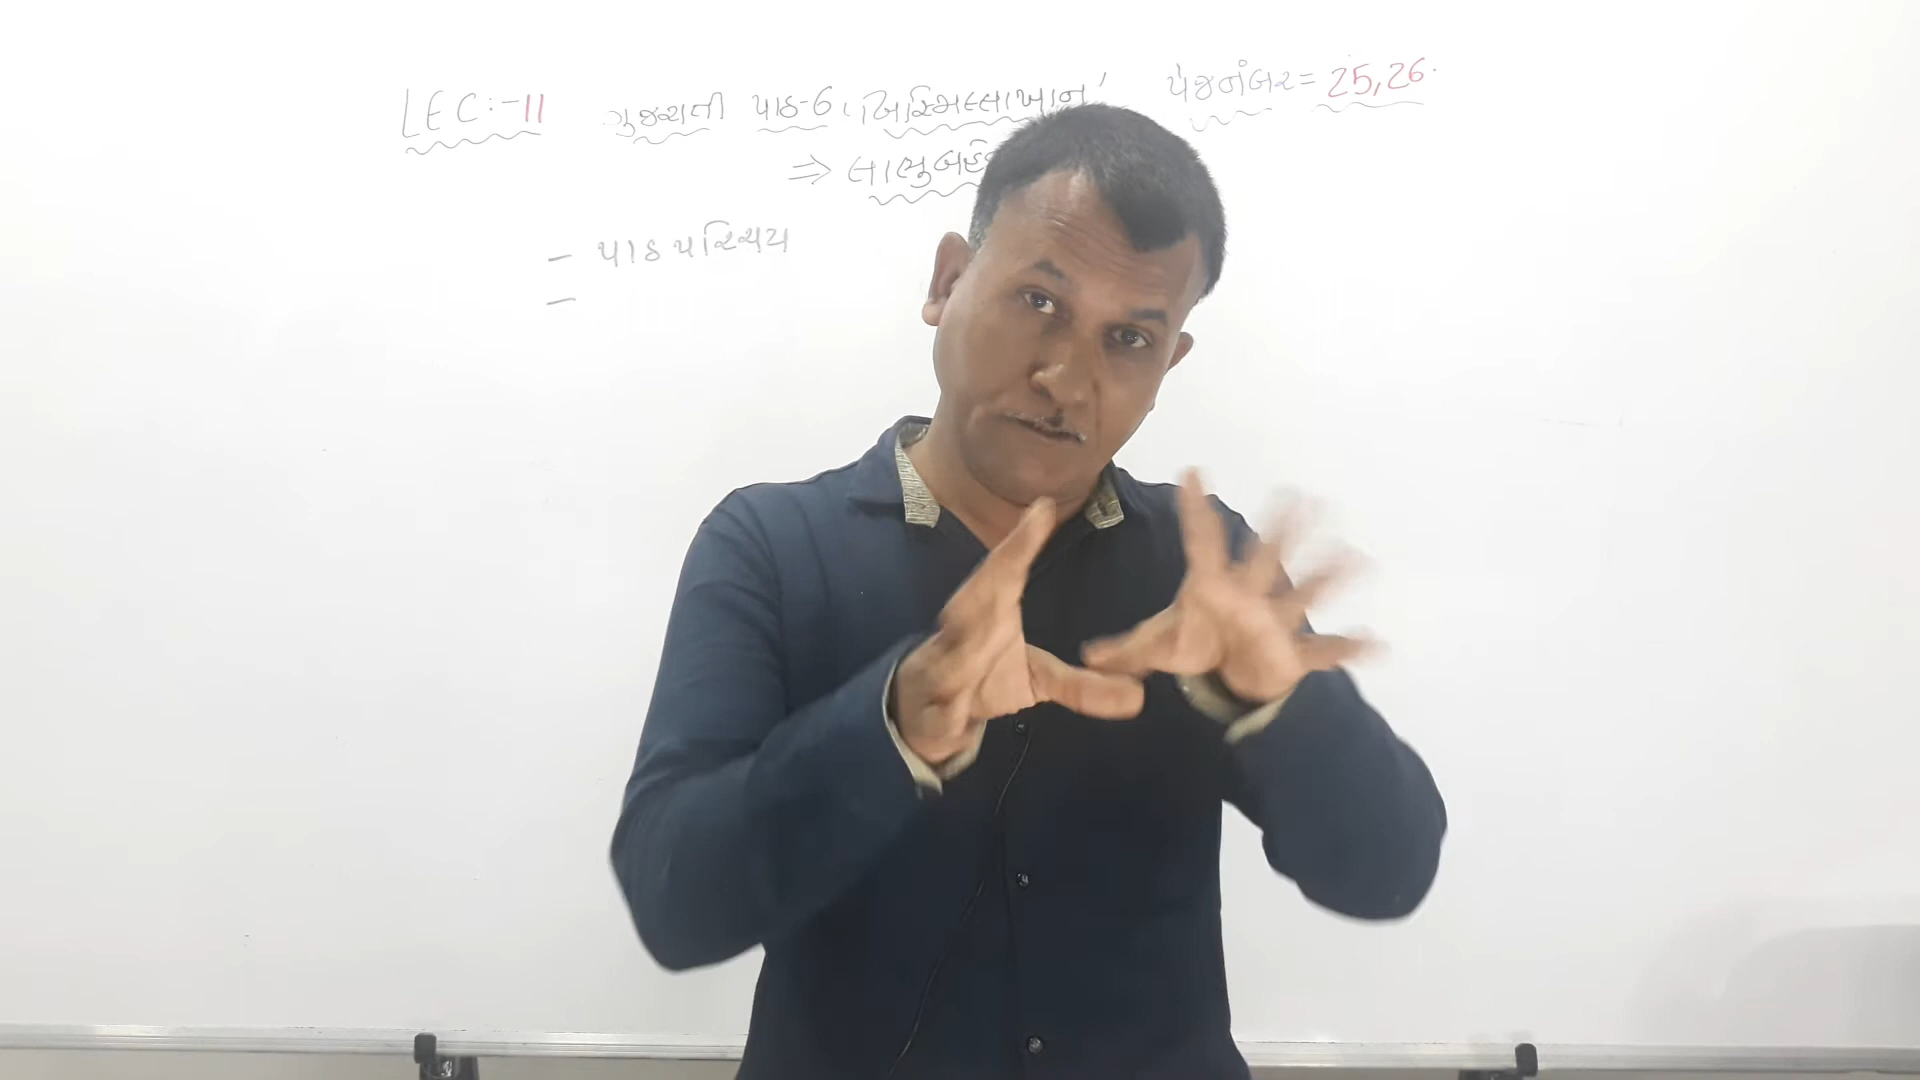 LEC:-11 ગુજરાતી પાઠ-6 'બિસ્મિલ્લાખાન' પેજનંબર = 25,26.
⇒ લાભુબહે
- પાઠ પરિચય
-